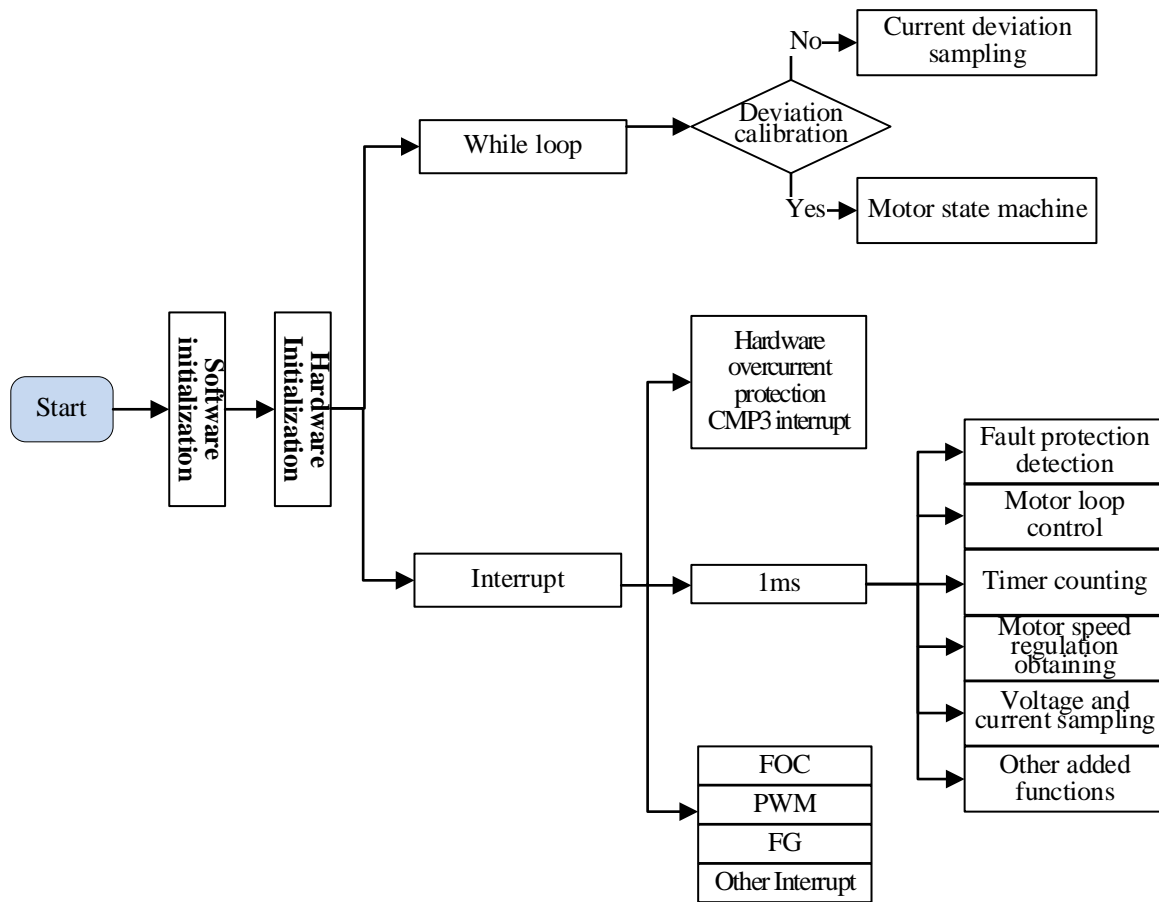 Start
Software
initialization
Hardware
Initialization
While loop
Deviation
calibration
No
Current deviation
sampling
Yes
Motor state machine
Interrupt
Hardware
overcurrent
protection
CMP3 interrupt
1ms
Fault protection
detection
Motor loop
control
Timer counting
Motor speed
regulation
obtaining
Voltage and
current sampling
Other added
functions
FOC
PWM
FG
Other Interrupt